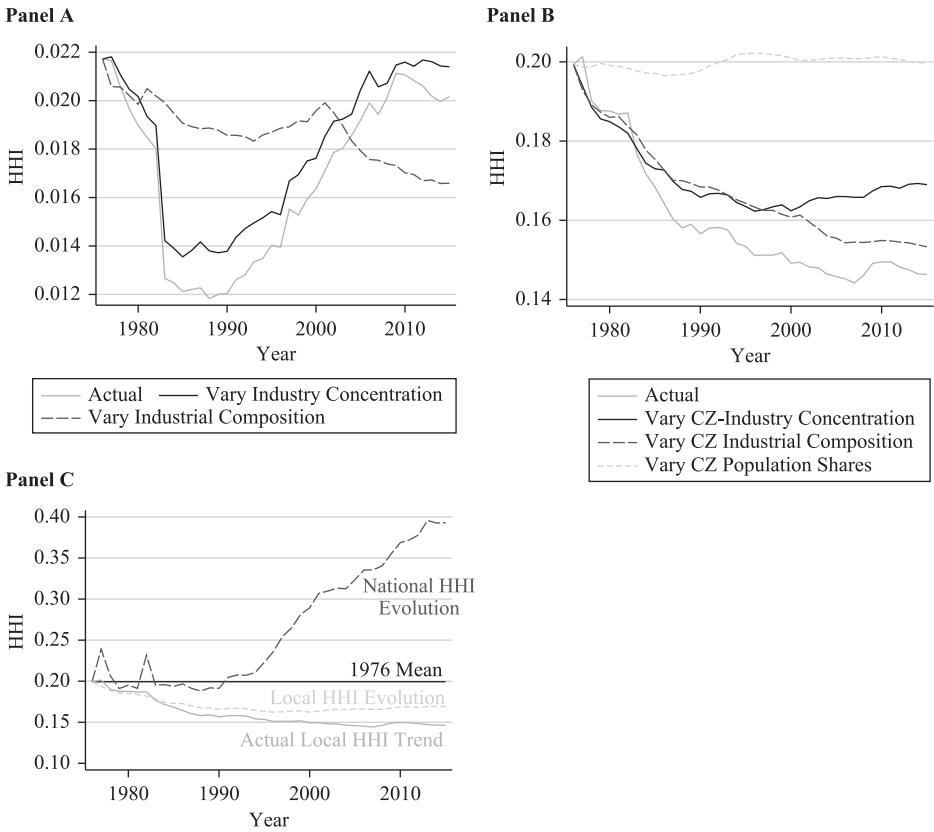 Panel A
HHI
0.022
0.020
0.018
0.016
0.014
0.012
1980 1990 2000 2010
Year
Actual Vary Industry Concentration
Vary Industrial Composition
Panel B
HHI
0.20
0.18
0.16
0.14
1980 1990 2000 2010
Year
Actual
Vary CZ-Industry Concentration
Vary CZ Industrial Composition
Vary CZ Population Shares
Panel C
HHI
0.40
0.35
0.30
0.25
0.20
0.15
0.10
National HHI
Evolution
1976 Mean
Local HHI Evolution
Actual Local HHI Trend
1980 1990 2000 2010
Year